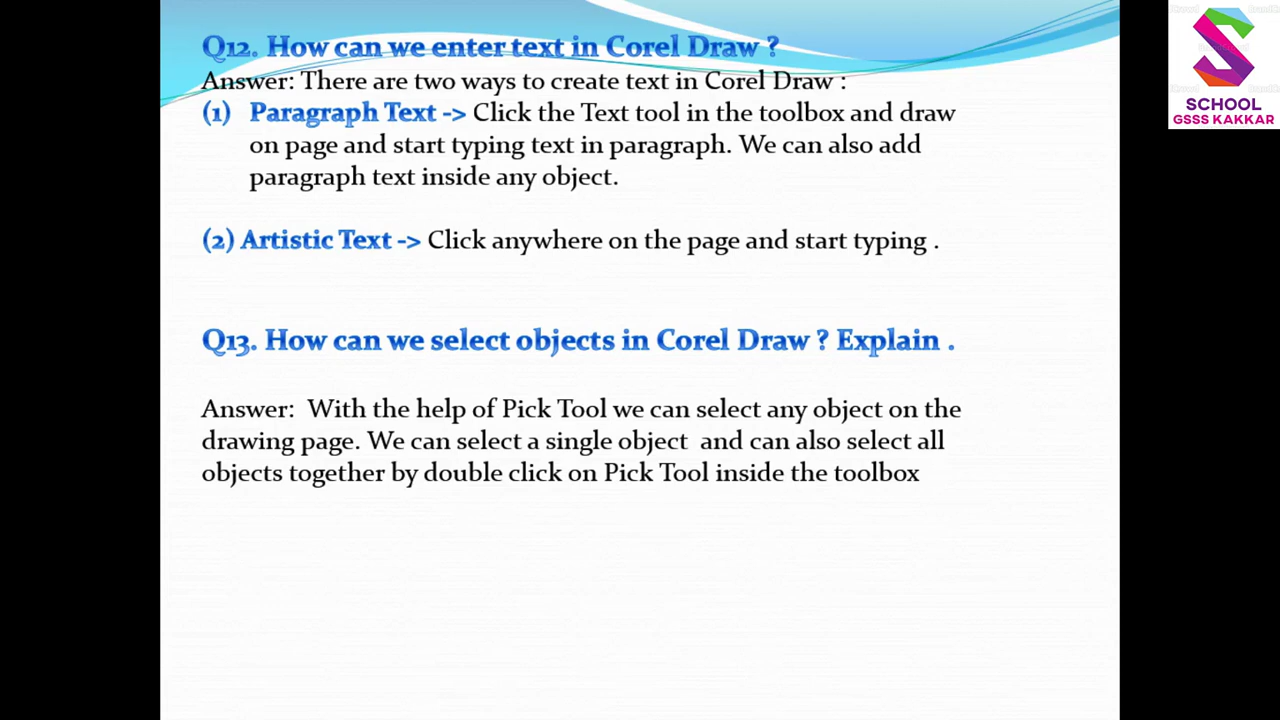 Q12. How can we enter text in Corel Draw ?
Answer: There are two ways to create text in Corel Draw :
(1) Paragraph Text -> Click the Text tool in the toolbox and draw
on page and start typing text in paragraph. We can also add
paragraph text inside any object.
(2) Artistic Text -> Click anywhere on the page and start typing .
Q13. How can we select objects in Corel Draw ? Explain .
Answer: With the help of Pick Tool we can select any object on the
drawing page. We can select a single object and can also select all
objects together by double click on Pick Tool inside the toolbox
SCHOOL
GSSS KAKKAR